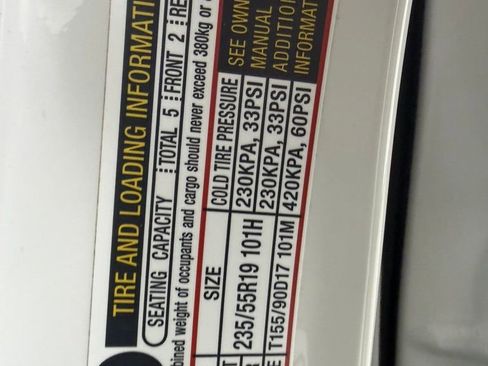 TIRE AND LOADING INFORMATI
SEATING CAPACITY TOTAL 5 FRONT 2 RE
bined weight of occupants and cargo should never exceed 380kg or
SIZE COLD TIRE PRESSURE SEE OWN
235/55R19 101H 230KPA, 33PSI MANUAL
230KPA, 33PSI ADDITION
T155/90D17 101M 420KPA, 60PSI INFORMAT